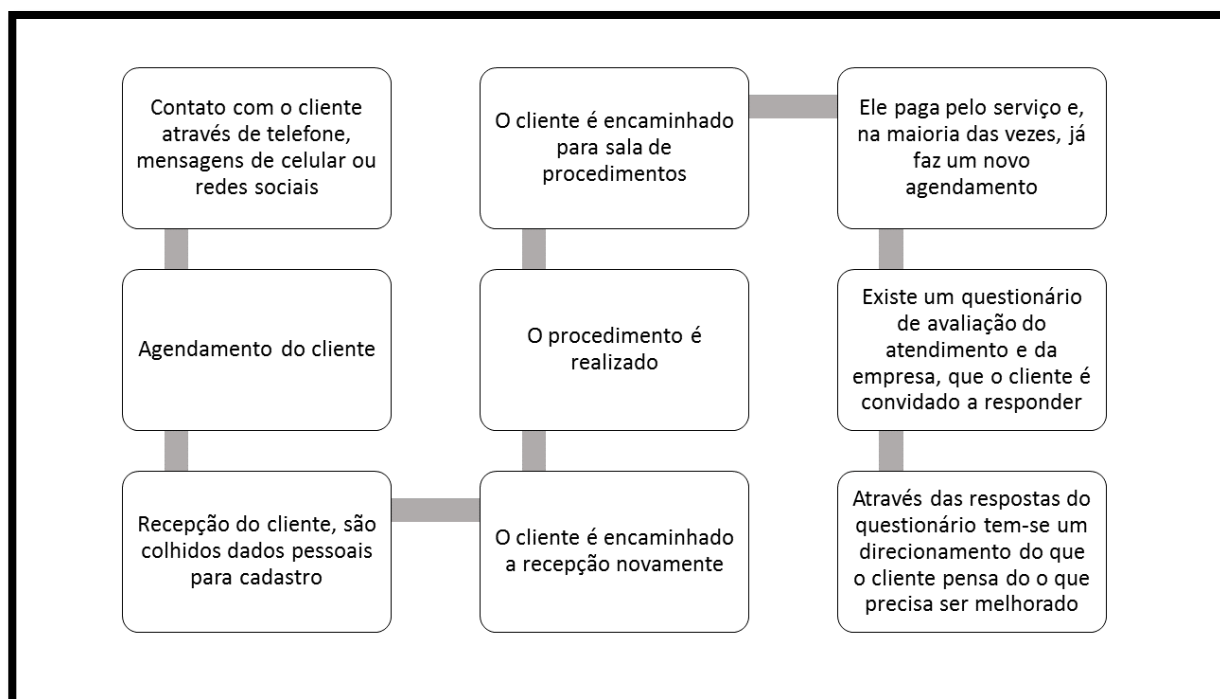 Contato com o cliente
através de telefone,
mensagens de celular ou
redes sociais
Agendamento do cliente
Recepção do cliente, são
colhidos dados pessoais
para cadastro
O cliente é encaminhado
a recepção novamente
O procedimento é
realizado
O cliente é encaminhado
para sala de
procedimentos
Ele paga pelo serviço e,
na maioria das vezes, já
faz um novo
agendamento
Existe um questionário
de avaliação do
atendimento e da
empresa, que o cliente é
convidado a responder
Através das respostas do
questionário tem-se um
direcionamento do que
o cliente pensa do o que
precisa ser melhorado